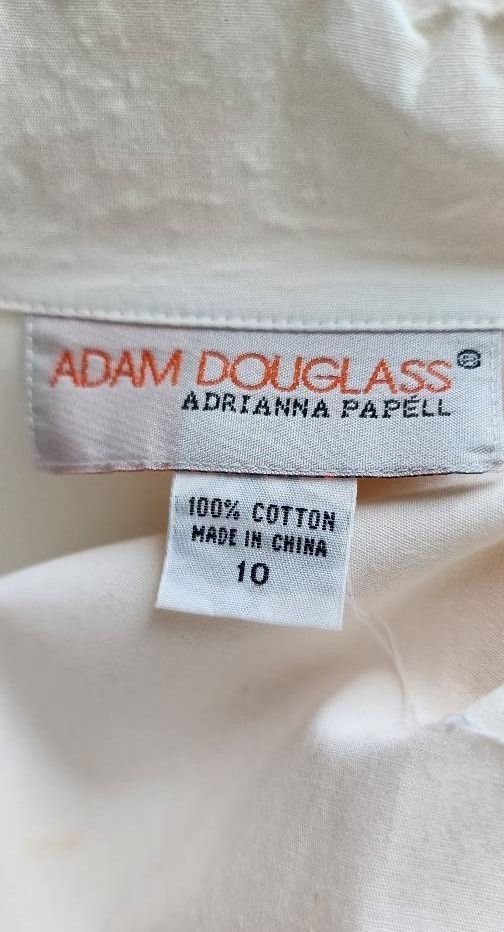 ADAM DOUGLASS®
ADRIANNA PAPÉLL
100% COTTON
MADE IN CHINA
10